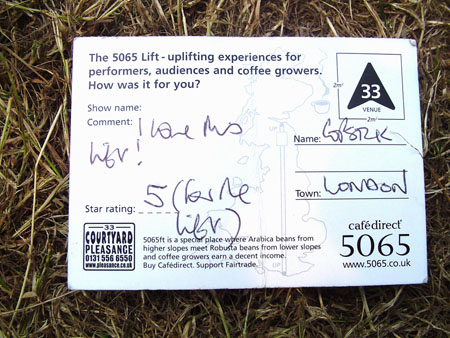 The 5065 Lift - uplifting experiences for
performers, audiences and coffee growers.
How was it for you?
2m²
33
VENUE
2m²
Show name:
Comment: I love this
lift!
Name:
Town: LONDON
Star rating: 5 (for the
lift)
33
COURTYARD
PLEASANCE
0131 556 6550
www.pleasance.co.uk
5065ft is a special place where Arabica beans from
higher slopes meet Robusta beans from lower slopes
and coffee growers earn a decent income.
Buy Cafédirect. Support Fairtrade.
cafédirect
5065
www.5065.co.uk